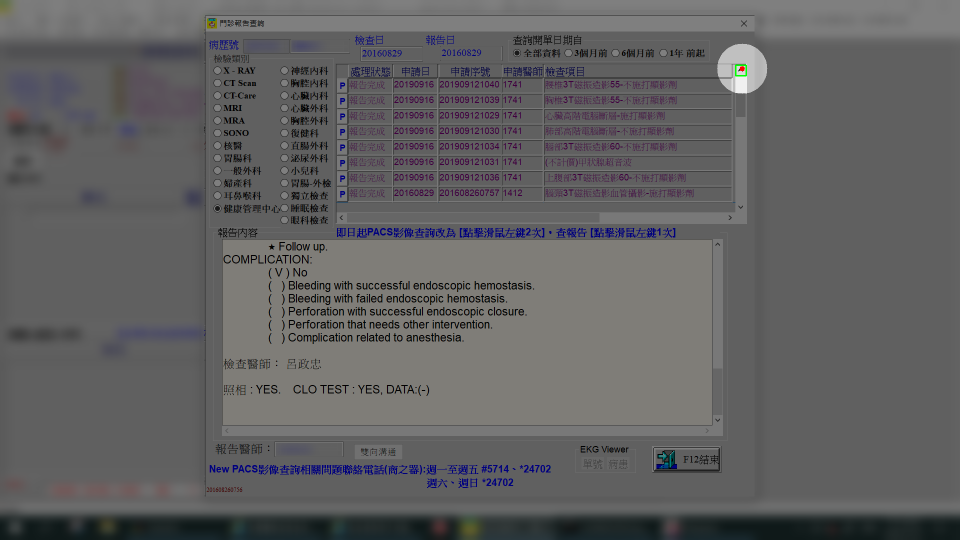 門診報告查詢
病歷號 檢查日 報告日 查詢開單日期自
20160829 20160829 全部資料 3個月前 6個月前 1年 前起
檢驗類別
X - RAY 神經內科
CT Scan 胸腔內科
CT-Care 心臟內科
MRI 心臟外科
MRA 胸腔外科
SONO 復健科
核醫 直腸外科
胃腸科 泌尿外科
一般外科 小兒科
婦產科 胃腸-外檢
耳鼻喉科 獨立檢查
健康管理中心 睡眠檢查
眼科檢查
處理狀態 申請日 申請序號 申請醫師 檢查項目
P 報告完成 20190916 201909121040 1741 腰椎3T磁振造影55-不施打顯影劑
P 報告完成 20190916 201909121039 1741 胸椎3T磁振造影55-不施打顯影劑
P 報告完成 20190916 201909121029 1741 心臟高階電腦斷層-施打顯影劑
P 報告完成 20190916 201909121030 1741 肺部高階電腦斷層-不施打顯影劑
P 報告完成 20190916 201909121034 1741 腦部3T磁振造影60-不施打顯影劑
P 報告完成 20190916 201909121031 1741 (不計價)甲狀腺超音波
P 報告完成 20190916 201909121036 1741 上腹部3T磁振造影60-不施打顯影劑
P 報告完成 20160829 201608260757 1412 腦部3T磁振造影血管攝影-施打顯影劑
報告內容 即日起PACS影像查詢改為 [點擊滑鼠左鍵2次]，查報告 [點擊滑鼠左鍵1次]
★ Follow up.
COMPLICATION:
( V ) No
( ) Bleeding with successful endoscopic hemostasis.
( ) Bleeding with failed endoscopic hemostasis.
( ) Perforation with successful endoscopic closure.
( ) Perforation that needs other intervention.
( ) Complication related to anesthesia.
檢查醫師： 呂政忠
照相 : YES. CLO TEST : YES, DATA:(-)
報告醫師： 雙向溝通 EKG Viewer
單號 病患 F12結束
New PACS影像查詢相關問題聯絡電話(商之器):週一至週五 #5714、*24702
週六、週日 *24702
201608260756